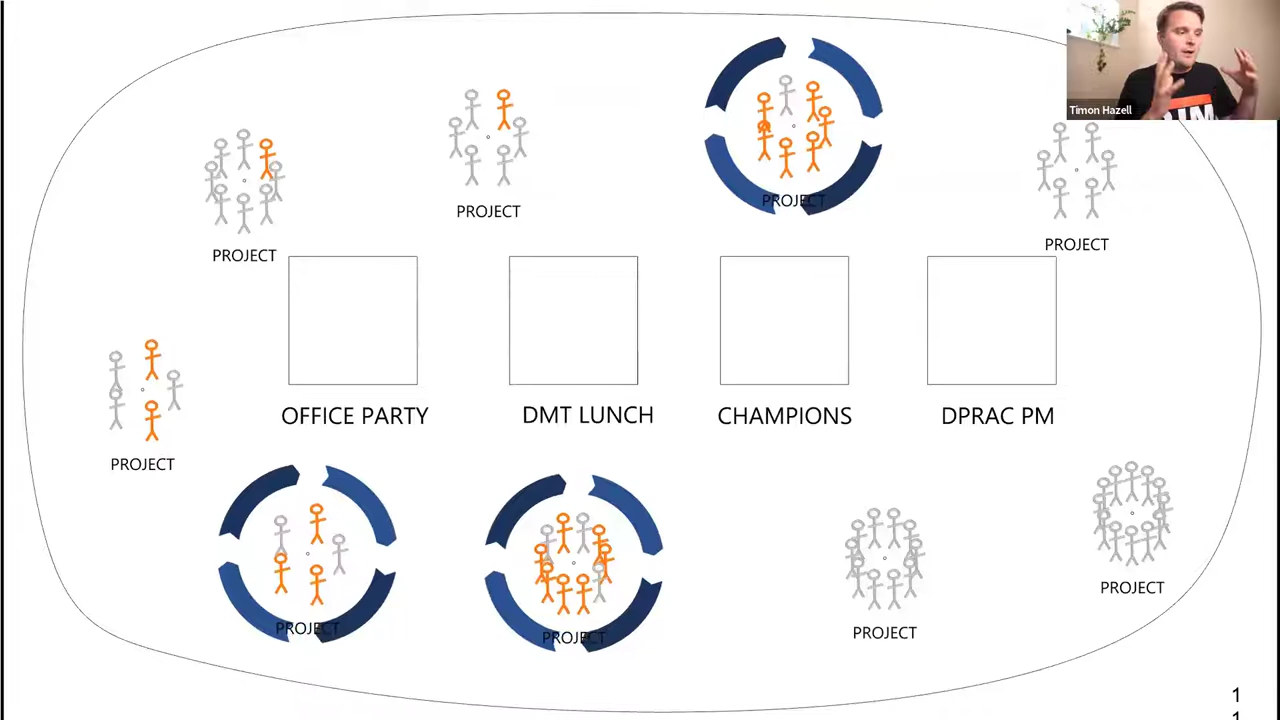 Timon Hazell
PROJECT
PROJECT
PROJECT
PROJECT
OFFICE PARTY
DMT LUNCH
CHAMPIONS
DPRAC PM
PROJECT
PROJECT
PROJECT
PROJECT
PROJECT
1